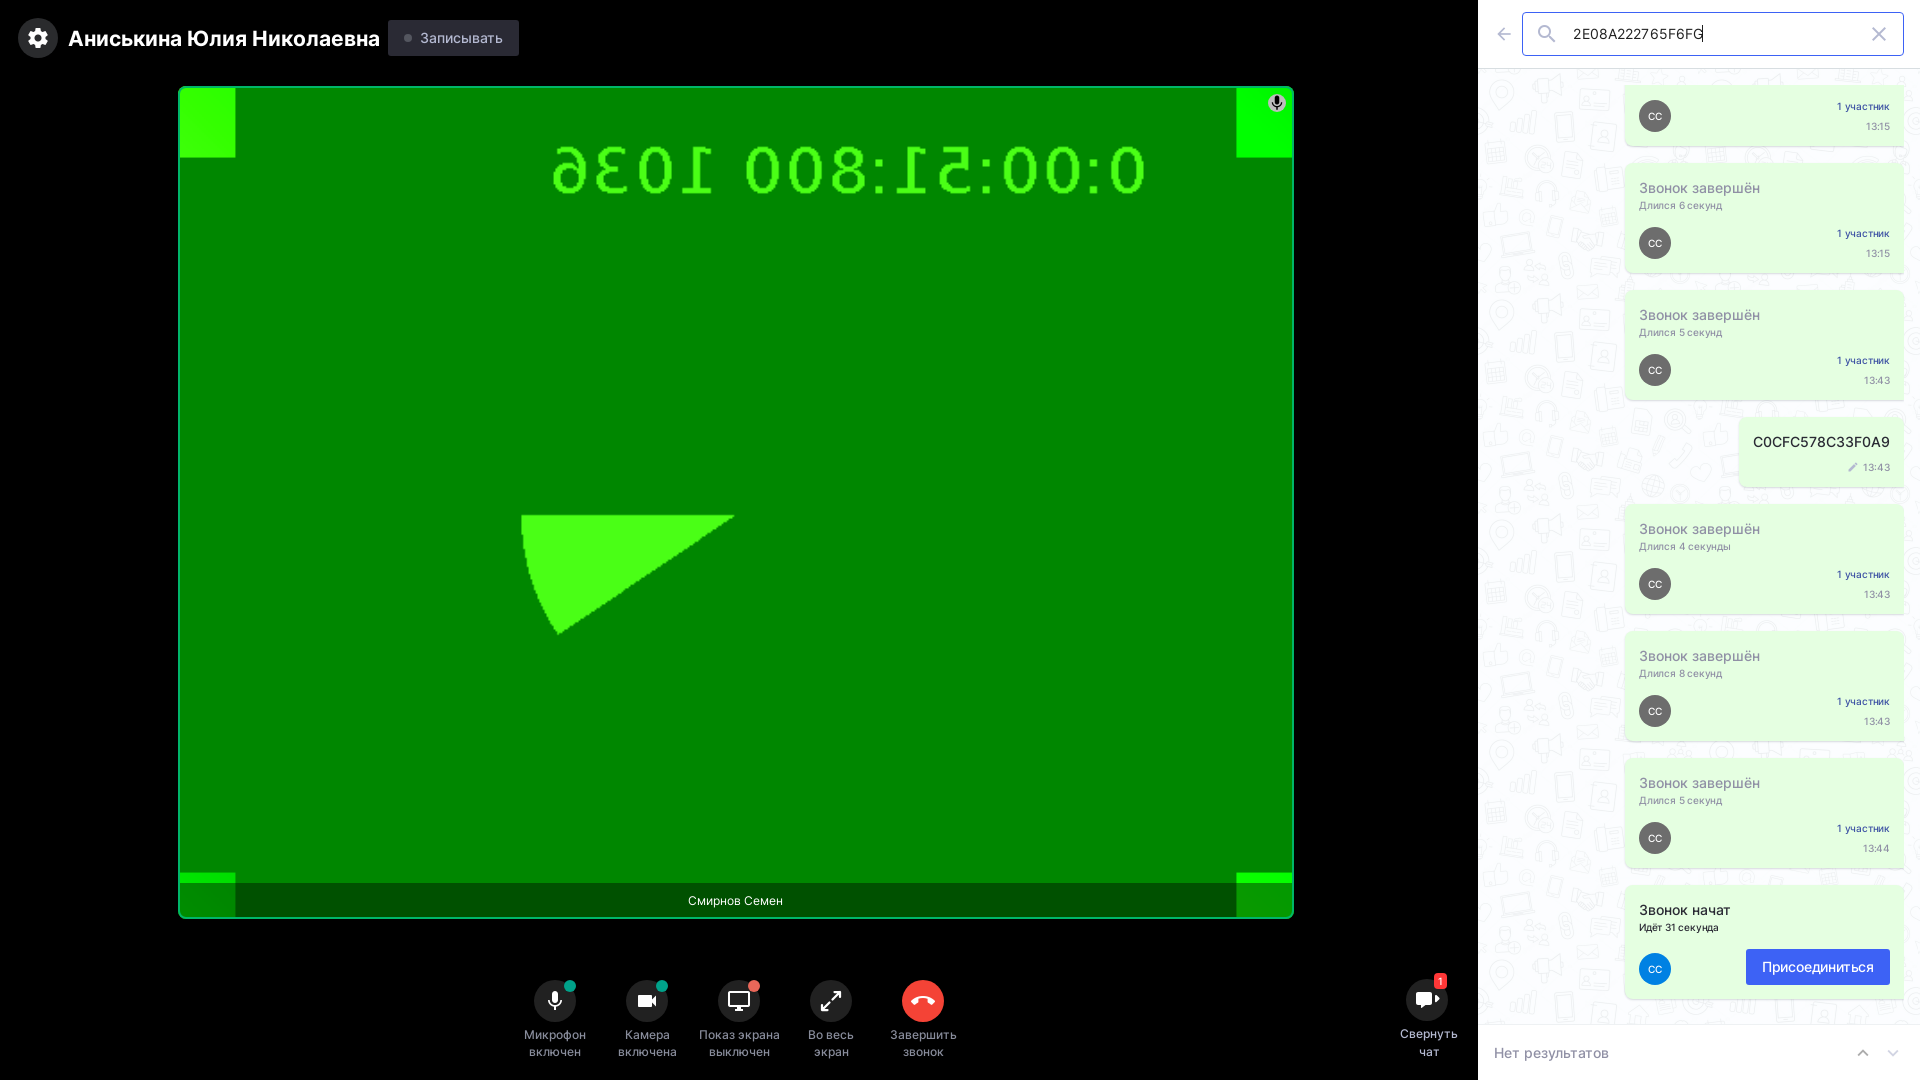 Аниськина Юлия Николаевна
Записывать
0:00:51:800 1036
Смирнов Семен
Микрофон
включен
Камера
включена
Показ экрана
выключен
Во весь
экран
Завершить
звонок
1
Свернуть
чат
2E08A222765F6FG
СС
1 участник
13:15
Звонок завершён
Длился 6 секунд
СС
1 участник
13:15
Звонок завершён
Длился 5 секунд
СС
1 участник
13:43
C0CFC578C33F0A9
13:43
Звонок завершён
Длился 4 секунды
СС
1 участник
13:43
Звонок завершён
Длился 8 секунд
СС
1 участник
13:43
Звонок завершён
Длился 5 секунд
СС
1 участник
13:44
Звонок начат
Идёт 31 секунда
СС
Присоединиться
Нет результатов